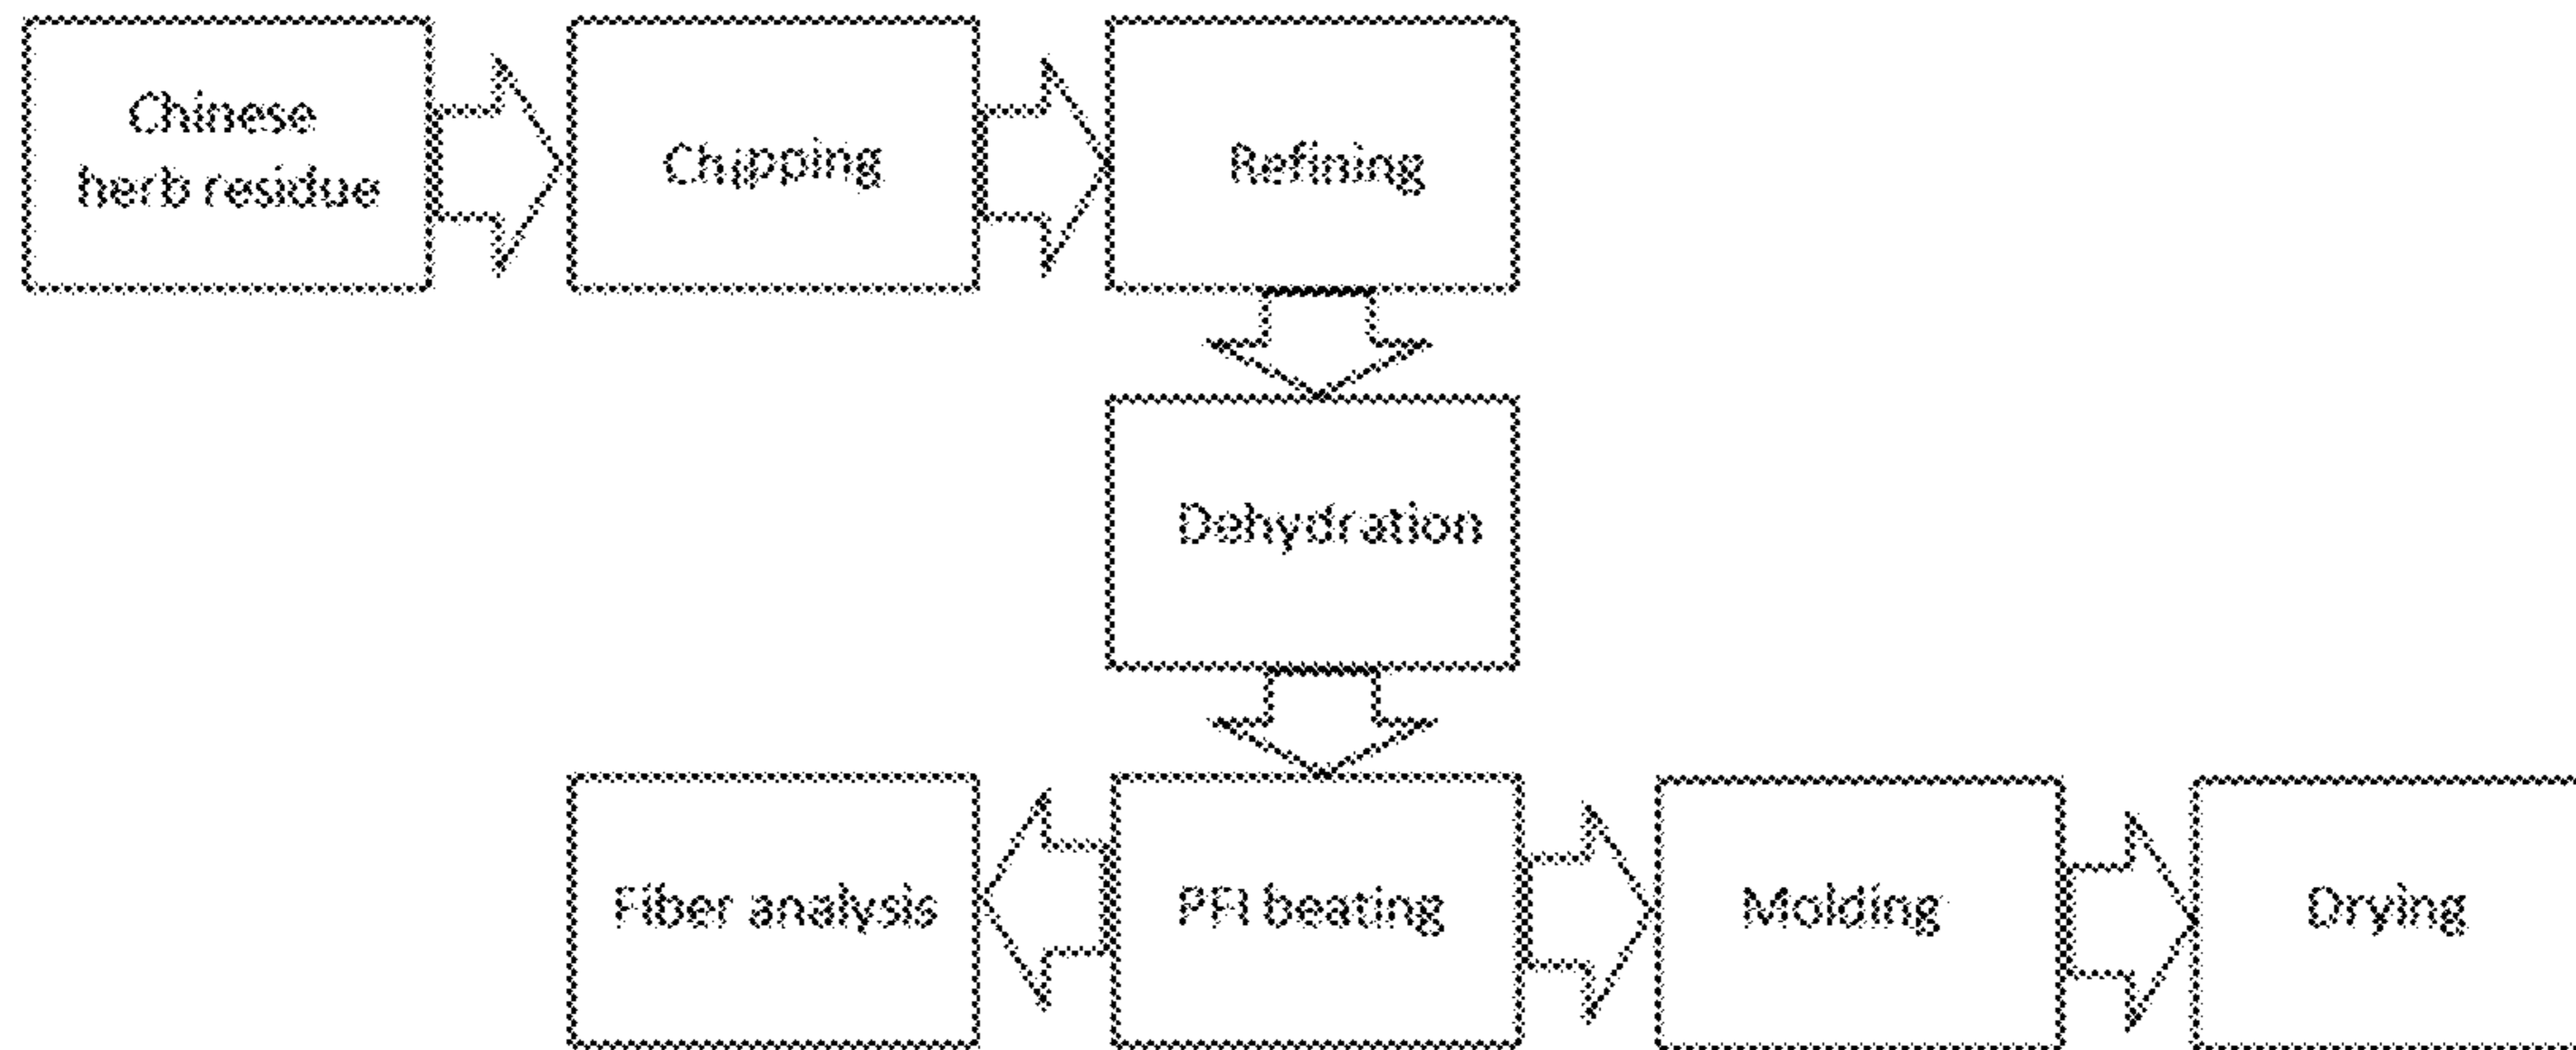 Chinese
herb residue
Chipping
Refining
Dehydration
Fiber analysis
PFI beating
Molding
Drying